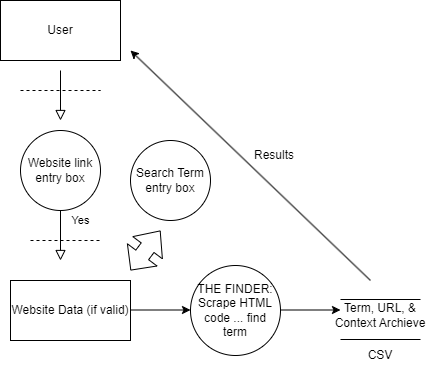 User
Website link
entry box
Search Term
entry box
Results
Yes
Website Data (if valid)
THE FINDER:
Scrape HTML
code ... find
term
Term, URL, &
Context Archieve
CSV